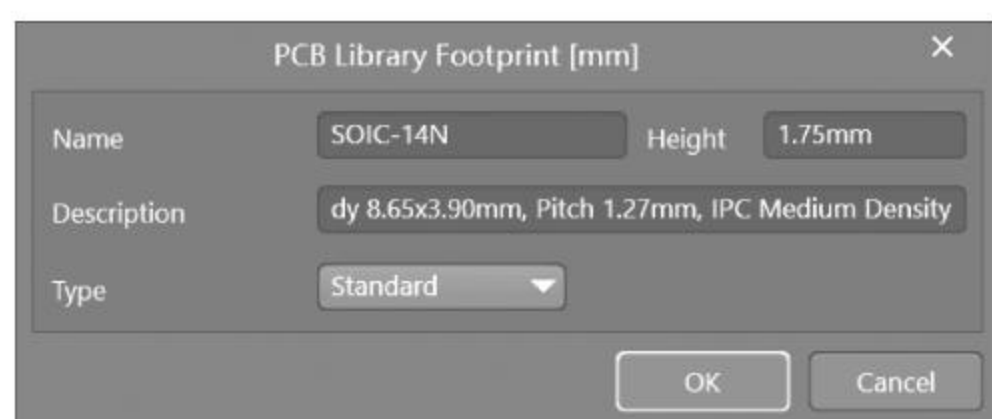 PCB Library Footprint [mm]
Name SOIC-14N Height 1.75mm
Description dy 8.65x3.90mm, Pitch 1.27mm, IPC Medium Density
Type Standard
OK Cancel